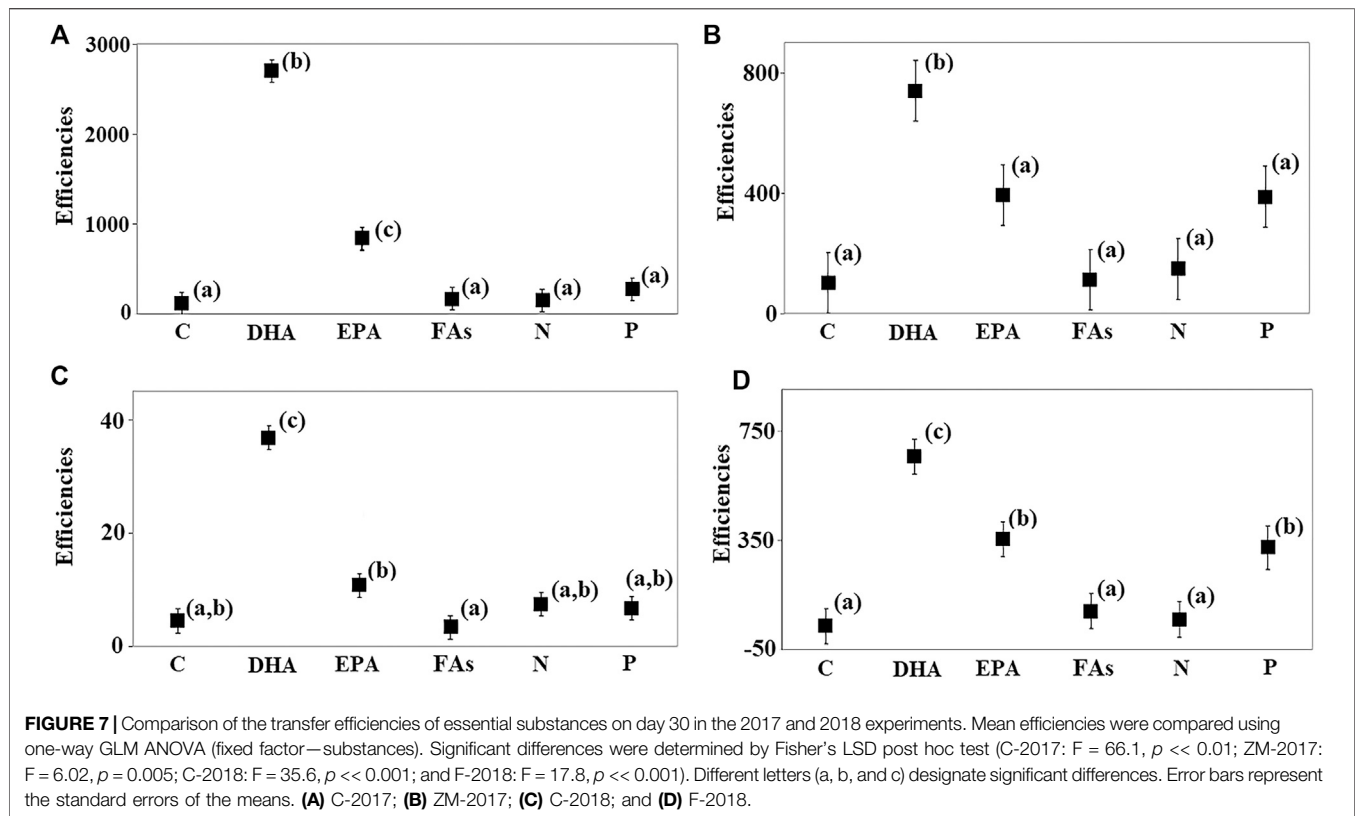 A
3000
2000
1000
0
Efficiencies
(a)
(b)
(c)
(a)
(a)
(a)
C DHA EPA FAs N P
B
800
400
0
Efficiencies
(a)
(b)
(a)
(a)
(a)
(a)
C DHA EPA FAs N P
C
40
20
0
Efficiencies
(a,b)
(c)
(b)
(a)
(a,b)
(a,b)
C DHA EPA FAs N P
D
750
350
-50
Efficiencies
(a)
(c)
(b)
(a)
(a)
(b)
C DHA EPA FAs N P
FIGURE 7 | Comparison of the transfer efficiencies of essential substances on day 30 in the 2017 and 2018 experiments. Mean efficiencies were compared using
one-way GLM ANOVA (fixed factor—substances). Significant differences were determined by Fisher's LSD post hoc test (C-2017: F = 66.1, p << 0.01; ZM-2017:
F = 6.02, p = 0.005; C-2018: F = 35.6, p << 0.001; and F-2018: F = 17.8, p << 0.001). Different letters (a, b, and c) designate significant differences. Error bars represent
the standard errors of the means. (A) C-2017; (B) ZM-2017; (C) C-2018; and (D) F-2018.